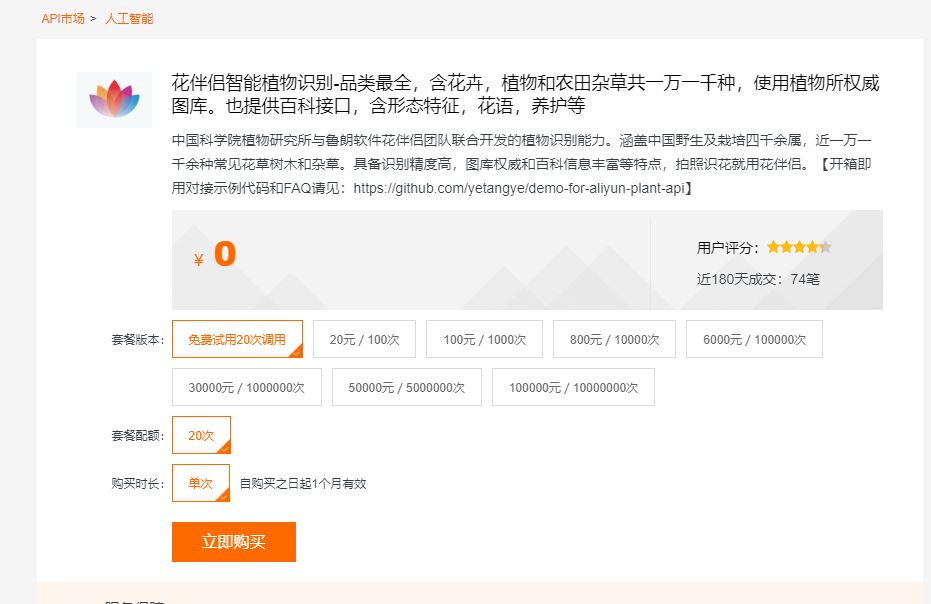 API市场 > 人工智能
花伴侣智能植物识别-品类最全，含花卉，植物和农田杂草共一万一千种，使用植物所权威
图库。也提供百科接口，含形态特征，花语，养护等
中国科学院植物研究所与鲁朗软件花伴侣团队联合开发的植物识别能力。涵盖中国野生及栽培四千余属，近一万一
千余种常见花草树木和杂草。具备识别精度高，图库权威和百科信息丰富等特点，拍照识花就用花伴侣。【开箱即
用对接示例代码和FAQ请见：https://github.com/yetangye/demo-for-aliyun-plant-api】
¥ 0
用户评分：
近180天成交：74笔
套餐版本： 免费试用20次调用 20元 / 100次 100元 / 1000次 800元 / 10000次 6000元 / 100000次
30000元 / 1000000次 50000元 / 5000000次 100000元 / 10000000次
套餐配额： 20次
购买时长： 单次 自购买之日起1个月有效
立即购买